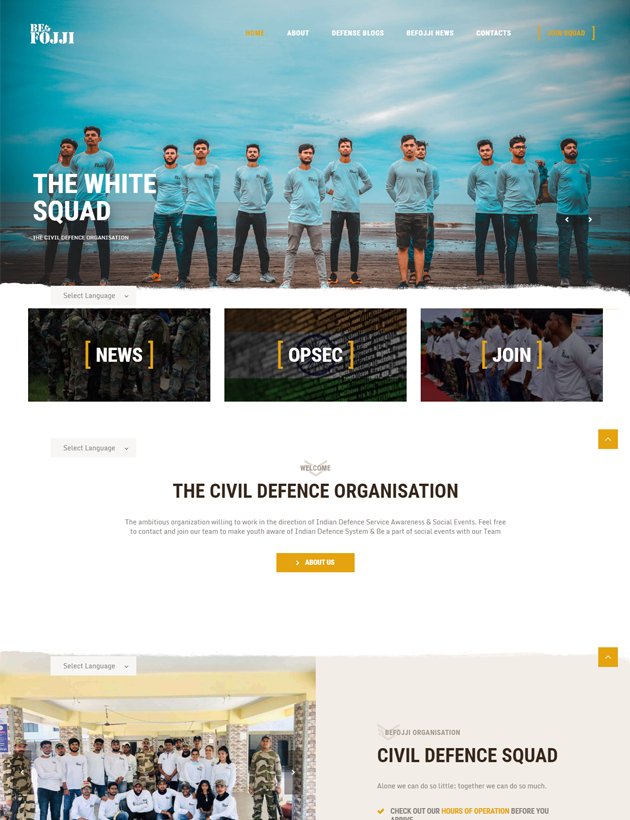 BE A
FOJJI
HOME ABOUT DEFENSE BLOGS BEFOJJI NEWS CONTACTS [ JOIN SQUAD ]
THE WHITE
SQUAD
THE CIVIL DEFENCE ORGANISATION
Select Language
[ NEWS ] [ OPSEC ] [ JOIN ]
Select Language
WELCOME
THE CIVIL DEFENCE ORGANISATION
The ambitious organization willing to work in the direction of Indian Defence Service Awareness & Social Events. Feel free
to contact and join our team to make youth aware of Indian Defence System & Be a part of social events with our Team
ABOUT US
Select Language
BEFOJJI ORGANISATION
CIVIL DEFENCE SQUAD
Alone we can do so little; together we can do so much.
CHECK OUT OUR HOURS OF OPERATION BEFORE YOU
ARRIVE